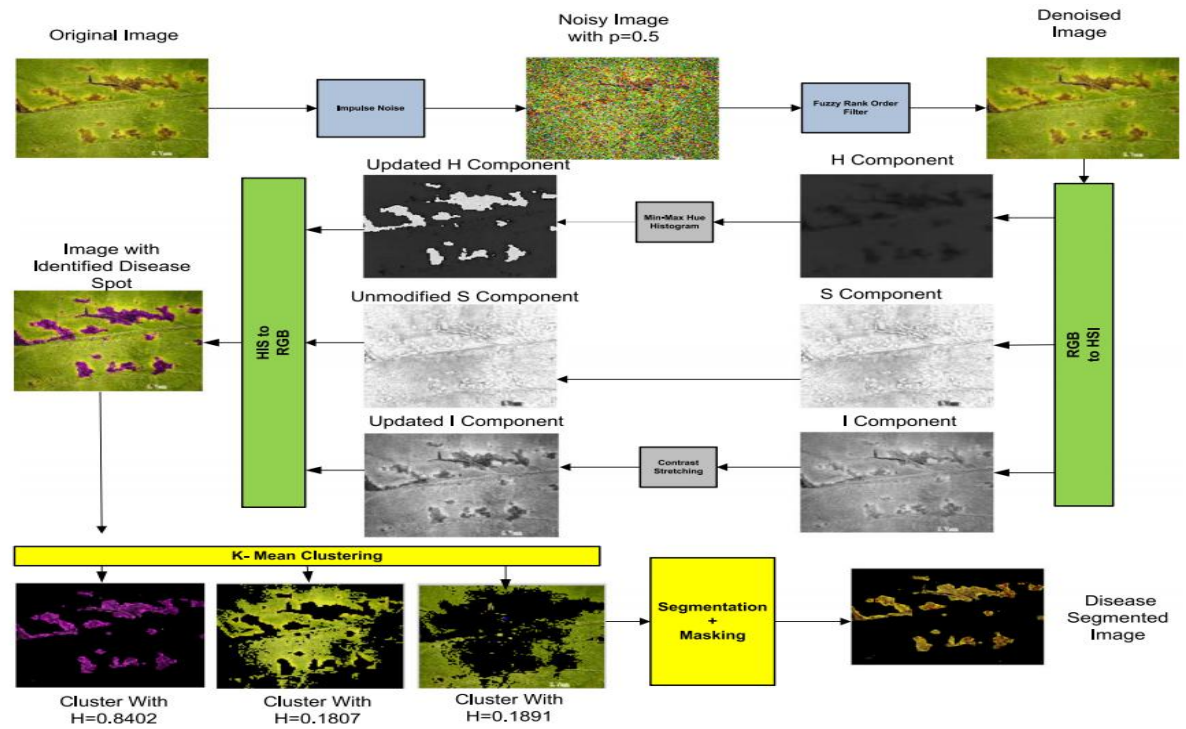 Original Image
Noisy Image
with p=0.5
Denoised
Image
Impulse Noise
Fuzzy Rank Order
Filter
Updated H Component
H Component
Min-Max Hue
Histogram
Image with
Identified Disease
Spot
Unmodified S Component
S Component
HIS to
RGB
RGB
to HSI
Updated I Component
I Component
Contrast
Stretching
K- Mean Clustering
Segmentation
+
Masking
Disease
Segmented
Image
Cluster With
H=0.8402
Cluster With
H=0.1807
Cluster With
H=0.1891